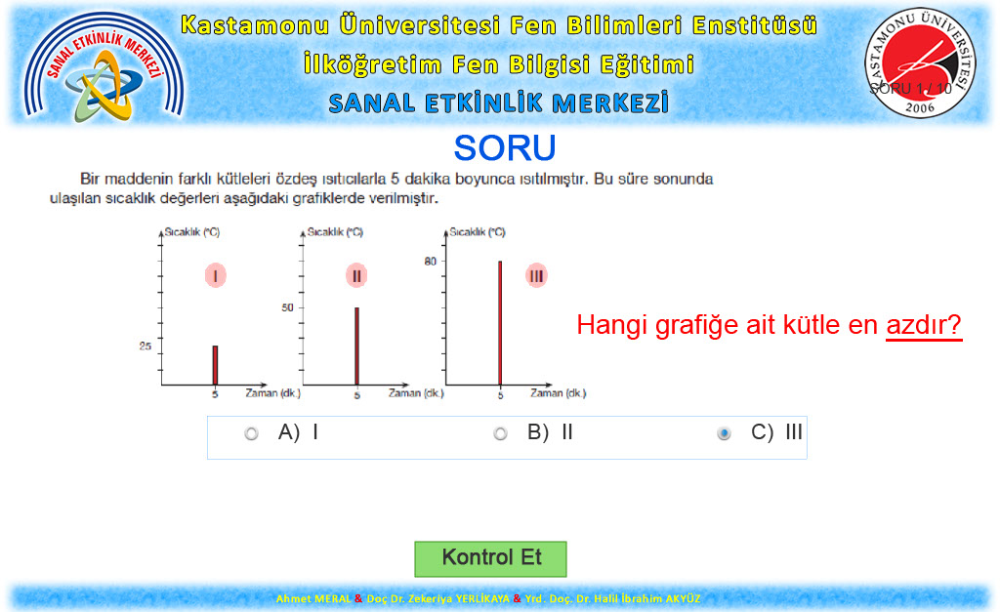 Kastamonu Üniversitesi Fen Bilimleri Enstitüsü
İlköğretim Fen Bilgisi Eğitimi
SANAL ETKİNLİK MERKEZİ
SANAL ETKİNLİK MERKEZİ
KASTAMONU ÜNİVERSİTESİ
SORU 1 / 10
2006
SORU
Bir maddenin farklı kütleleri özdeş ısıtıcılarla 5 dakika boyunca ısıtılmıştır. Bu süre sonunda
ulaşılan sıcaklık değerleri aşağıdaki grafiklerde verilmiştir.
Sıcaklık (°C)
I
25
5
Zaman (dk.)
Sıcaklık (°C)
II
50
5
Zaman (dk.)
Sıcaklık (°C)
80
III
5
Zaman (dk.)
Hangi grafiğe ait kütle en azdır?
A) I
B) II
C) III
Kontrol Et
Ahmet MERAL & Doç Dr. Zekeriya YERLİKAYA & Yrd. Doç. Dr. Halil İbrahim AKYÜZ